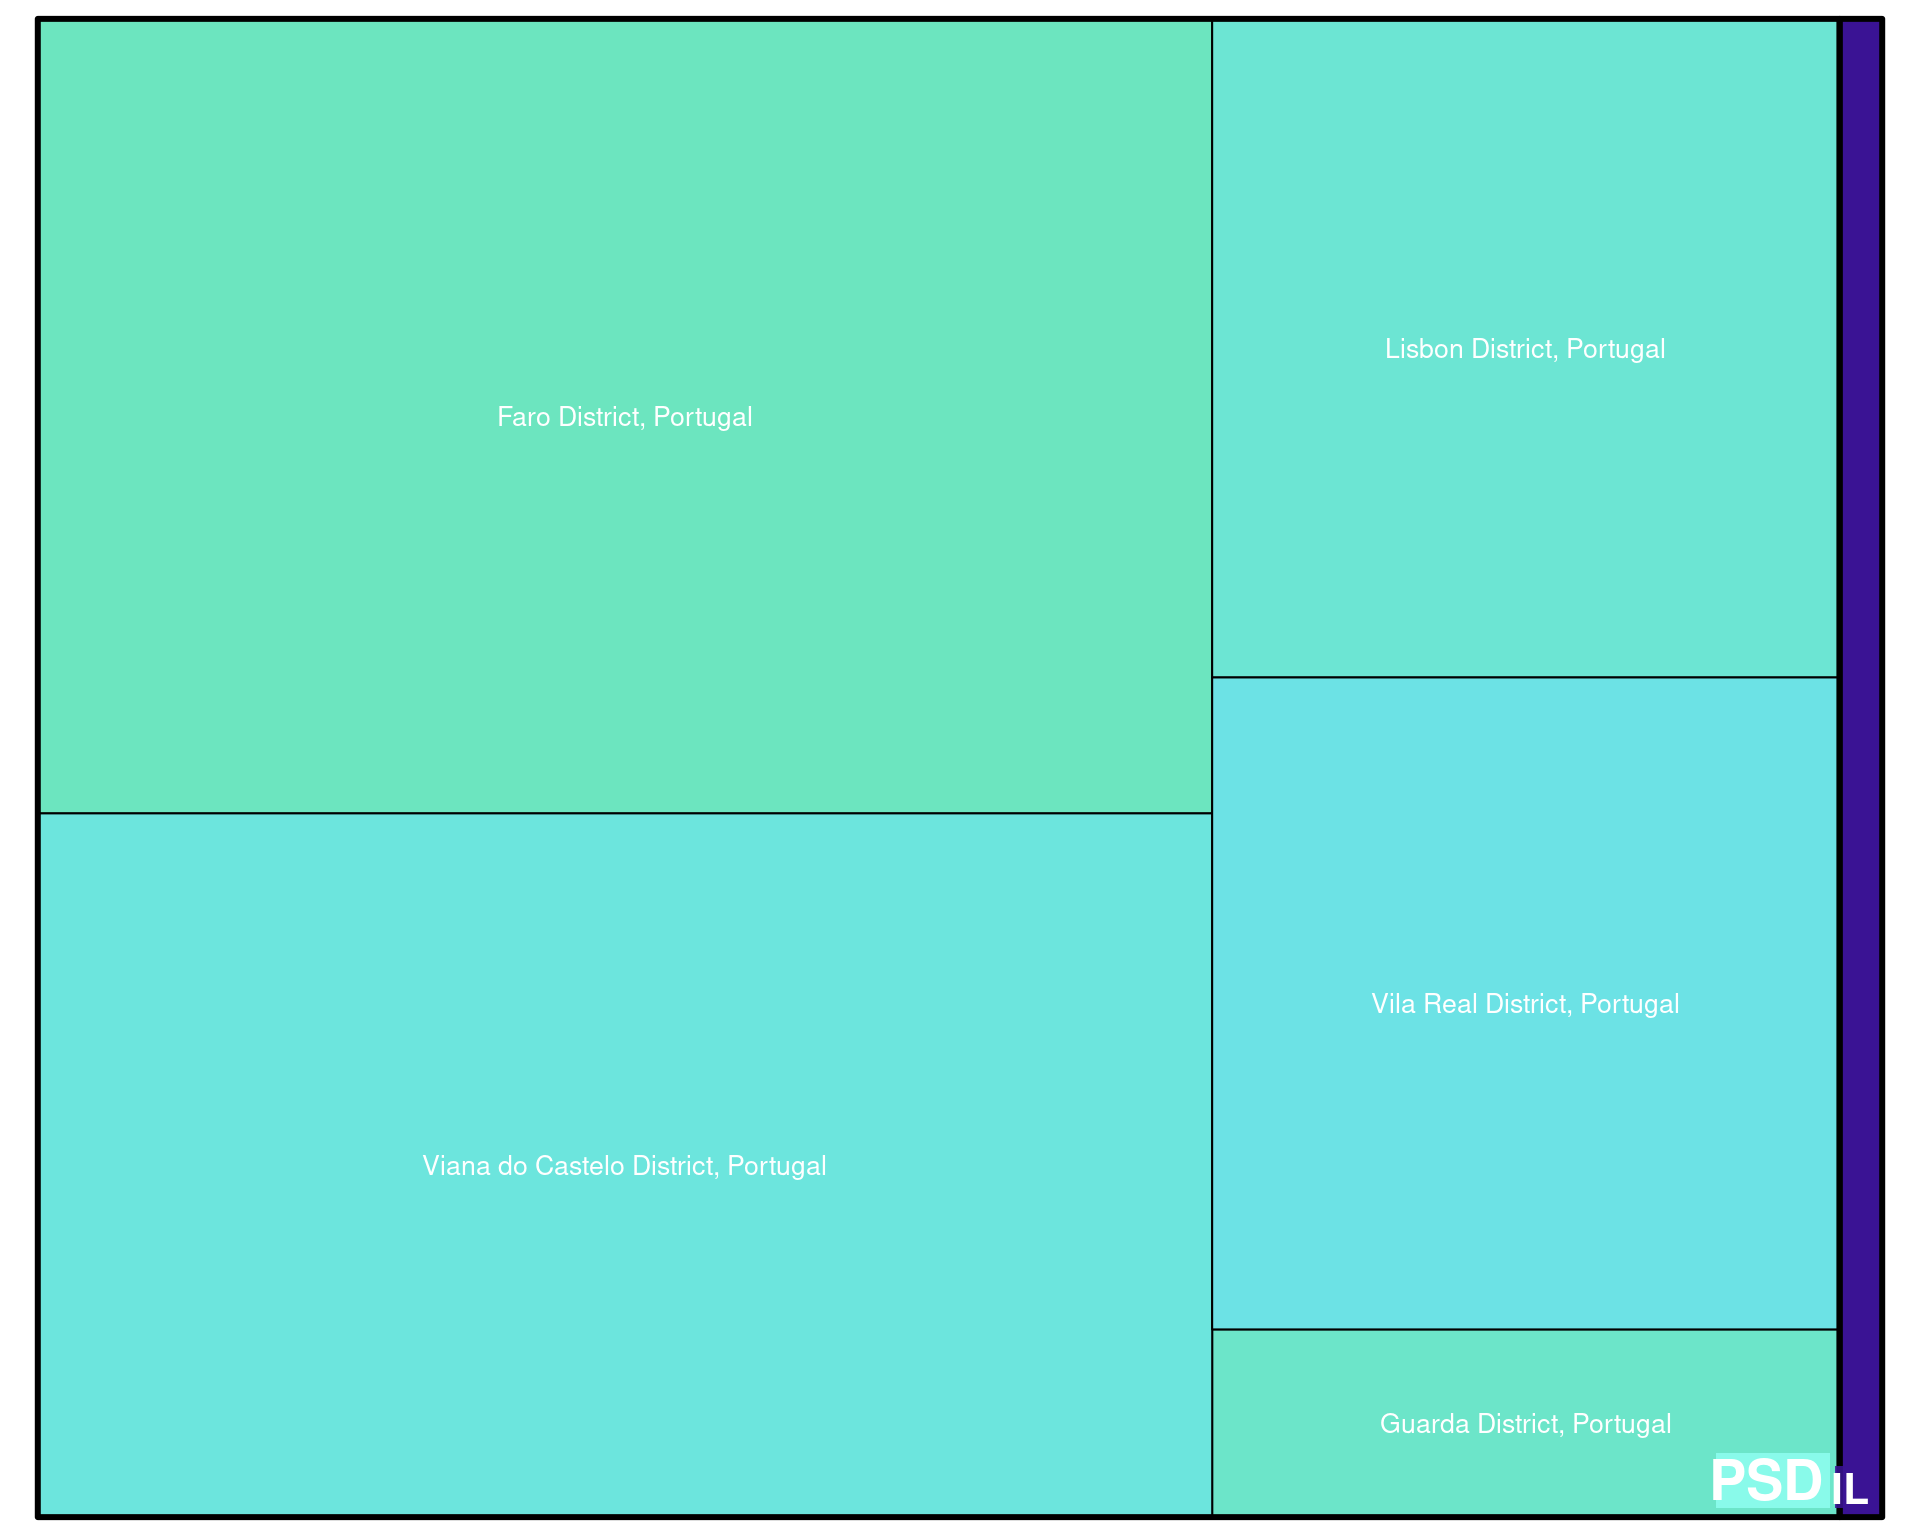 Faro District, Portugal
Lisbon District, Portugal
Viana do Castelo District, Portugal
Vila Real District, Portugal
Guarda District, Portugal
PSD
IL